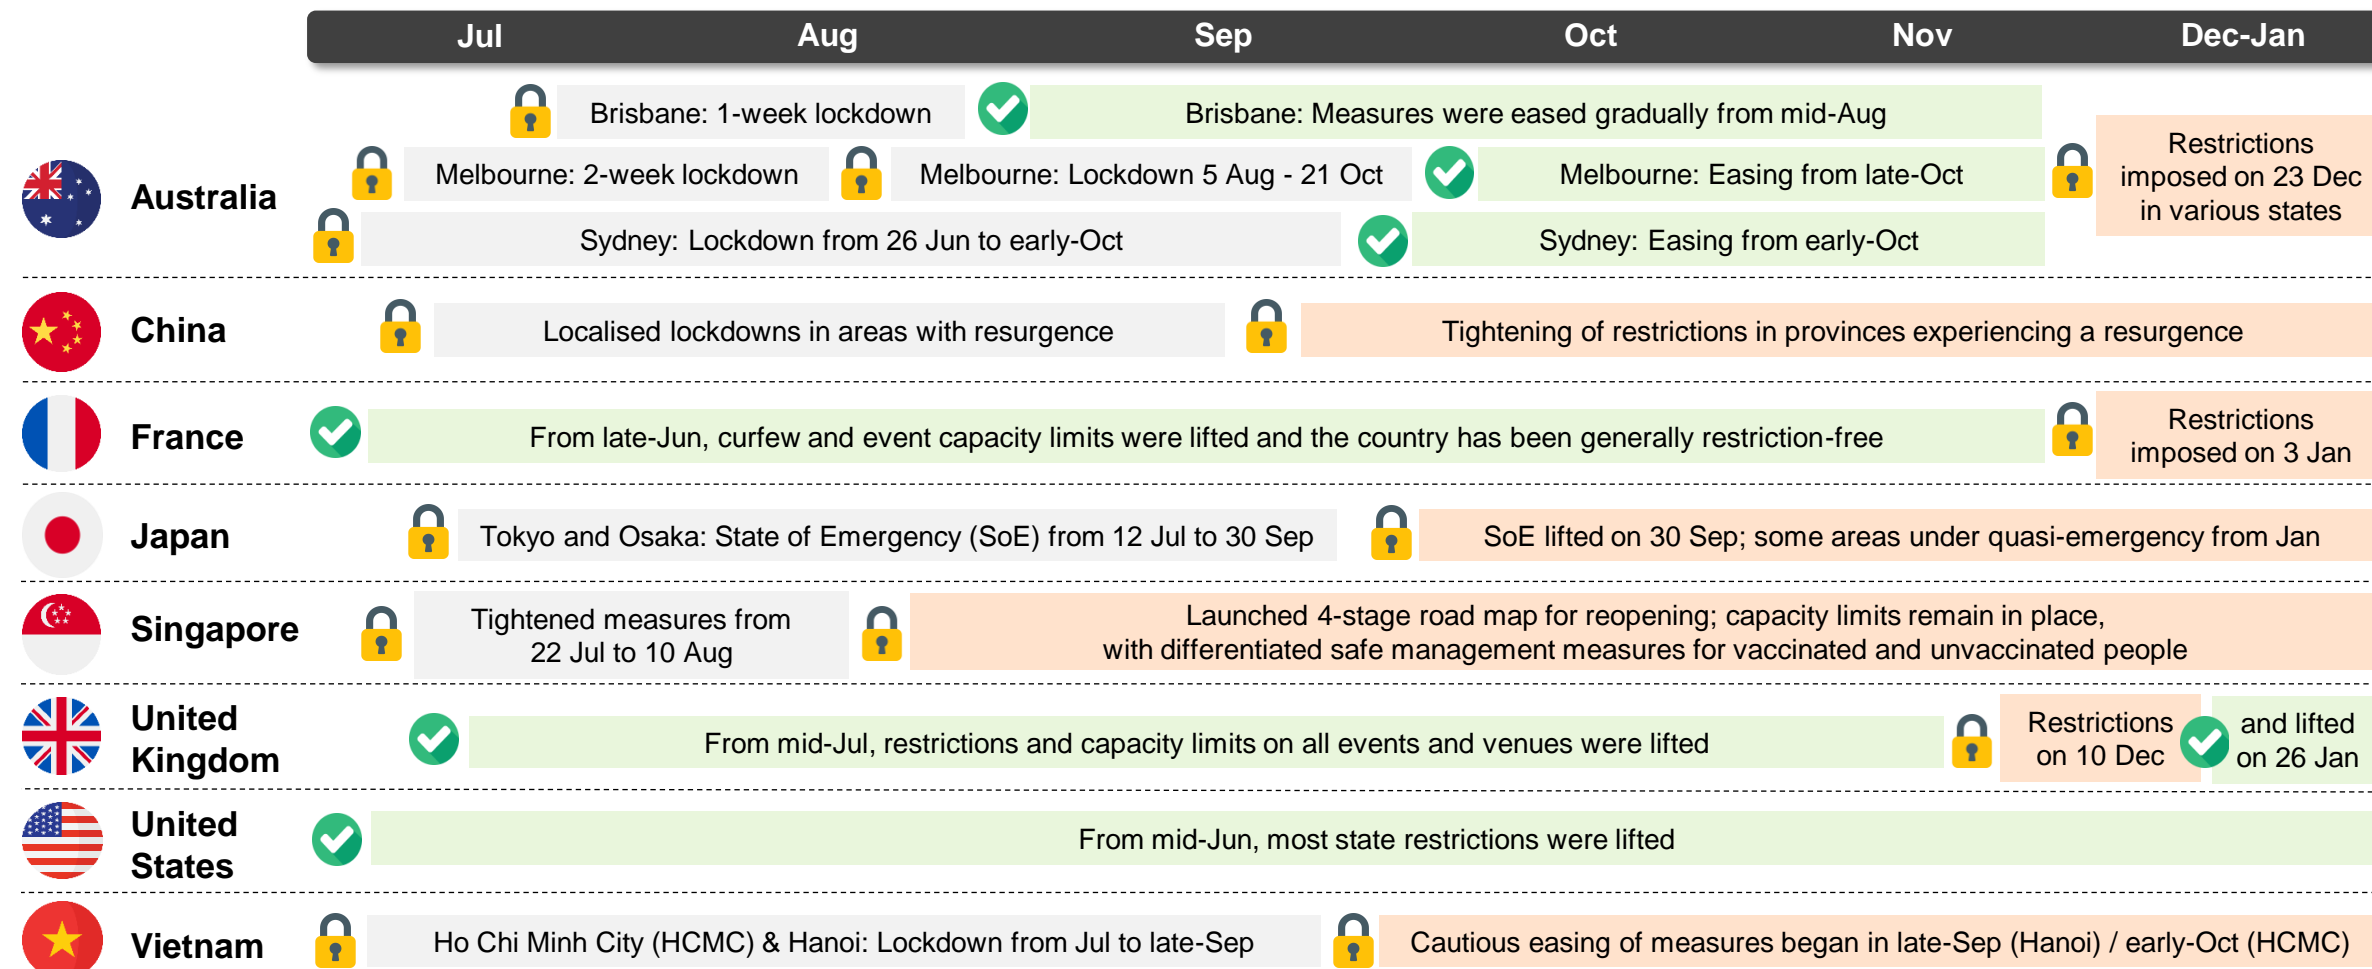 Jul Aug Sep Oct Nov Dec-Jan
Australia
Brisbane: 1-week lockdown
Brisbane: Measures were eased gradually from mid-Aug
Melbourne: 2-week lockdown
Melbourne: Lockdown 5 Aug - 21 Oct
Melbourne: Easing from late-Oct
Sydney: Lockdown from 26 Jun to early-Oct
Sydney: Easing from early-Oct
Restrictions
imposed on 23 Dec
in various states
China
Localised lockdowns in areas with resurgence
Tightening of restrictions in provinces experiencing a resurgence
France
From late-Jun, curfew and event capacity limits were lifted and the country has been generally restriction-free
Restrictions
imposed on 3 Jan
Japan
Tokyo and Osaka: State of Emergency (SoE) from 12 Jul to 30 Sep
SoE lifted on 30 Sep; some areas under quasi-emergency from Jan
Singapore
Tightened measures from
22 Jul to 10 Aug
Launched 4-stage road map for reopening; capacity limits remain in place,
with differentiated safe management measures for vaccinated and unvaccinated people
United
Kingdom
From mid-Jul, restrictions and capacity limits on all events and venues were lifted
Restrictions
on 10 Dec
and lifted
on 26 Jan
United
States
From mid-Jun, most state restrictions were lifted
Vietnam
Ho Chi Minh City (HCMC) & Hanoi: Lockdown from Jul to late-Sep
Cautious easing of measures began in late-Sep (Hanoi) / early-Oct (HCMC)